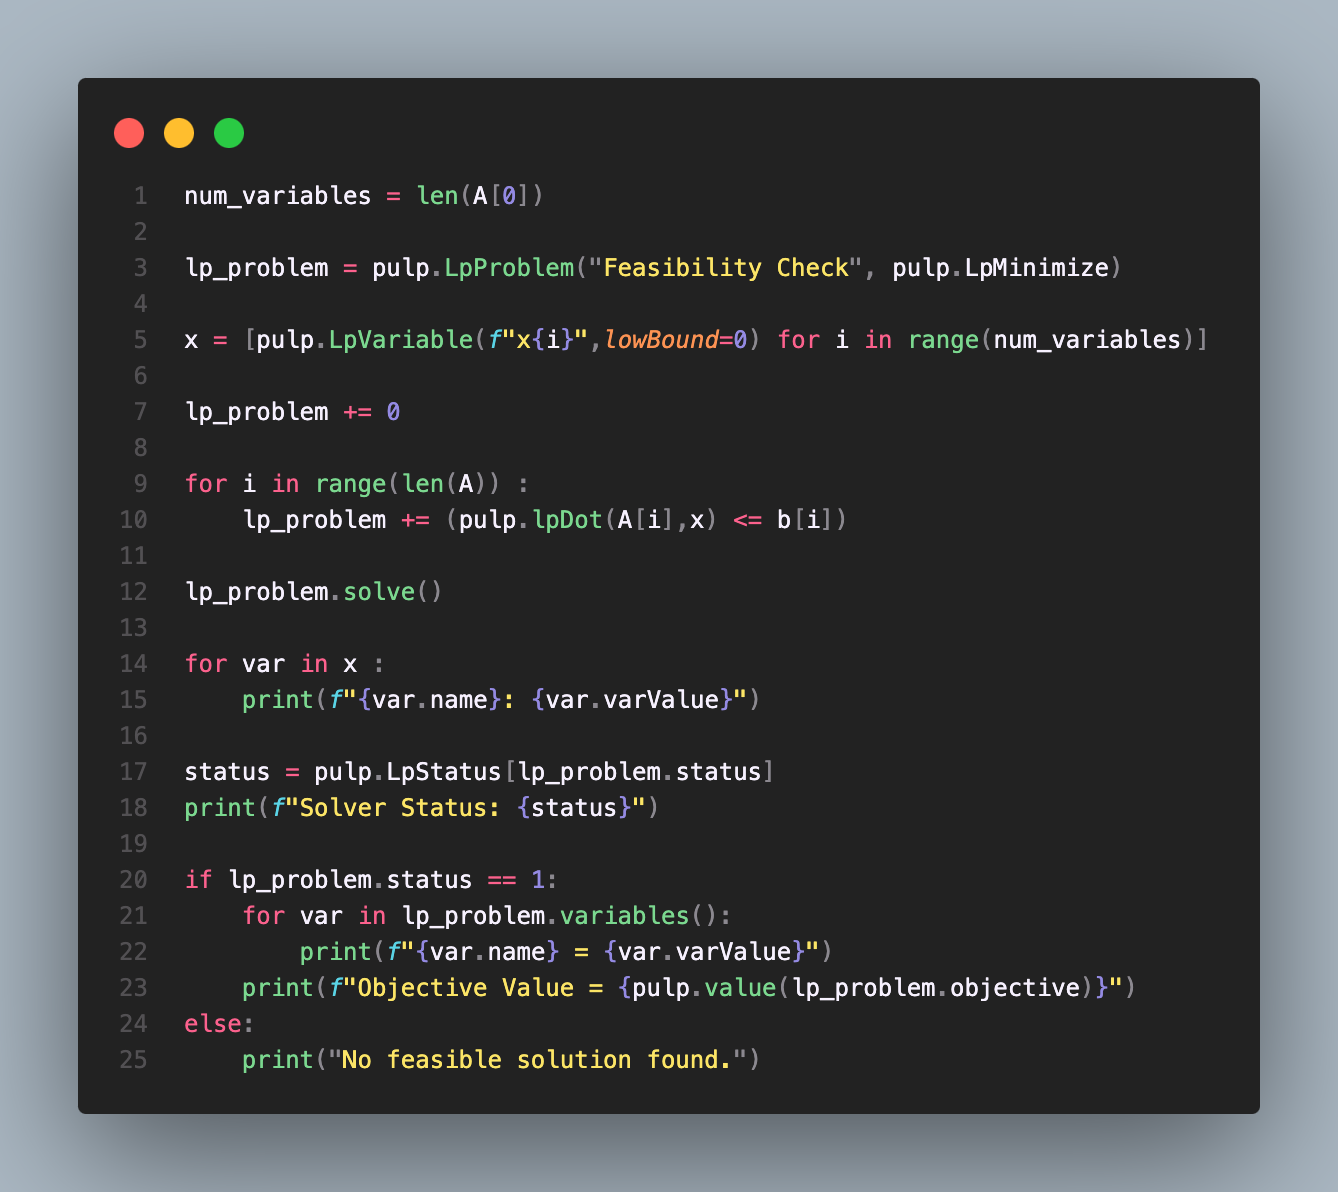 1 num_variables = len(A[0])
2
3 lp_problem = pulp.LpProblem("Feasibility Check", pulp.LpMinimize)
4
5 x = [pulp.LpVariable(f"x{i}",lowBound=0) for i in range(num_variables)]
6
7 lp_problem += 0
8
9 for i in range(len(A)) :
10     lp_problem += (pulp.lpDot(A[i],x) <= b[i])
11
12 lp_problem.solve()
13
14 for var in x :
15     print(f"{var.name}: {var.varValue}")
16
17 status = pulp.LpStatus[lp_problem.status]
18 print(f"Solver Status: {status}")
19
20 if lp_problem.status == 1:
21     for var in lp_problem.variables():
22         print(f"{var.name} = {var.varValue}")
23     print(f"Objective Value = {pulp.value(lp_problem.objective)}")
24 else:
25     print("No feasible solution found.")